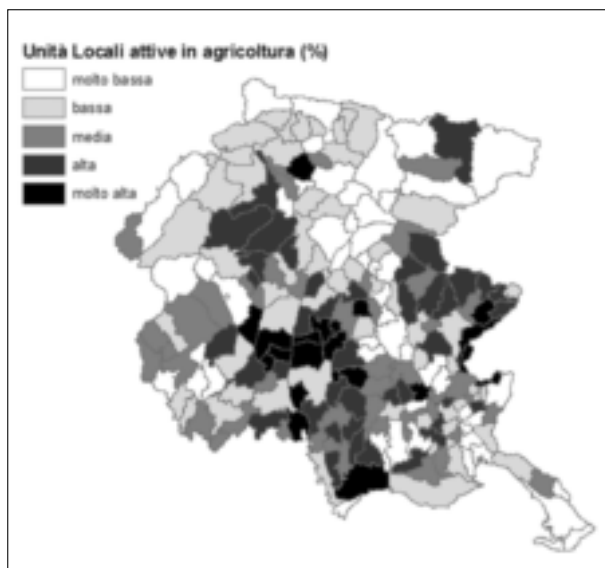 Unità Locali attive in agricoltura (%)
molto bassa
bassa
media
alta
molto alta